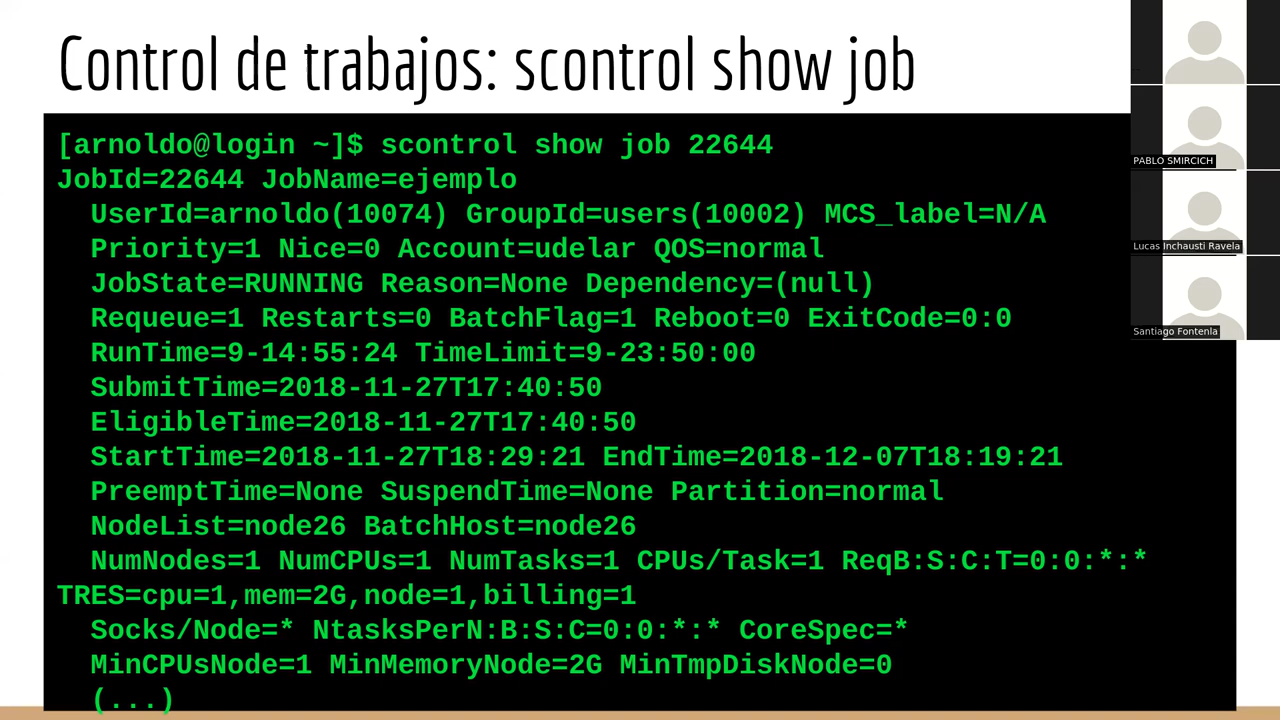 Control de trabajos: scontrol show job
[arnoldo@login ~]$ scontrol show job 22644
JobId=22644 JobName=ejemplo
UserId=arnoldo(10074) GroupId=users(10002) MCS_label=N/A
Priority=1 Nice=0 Account=udelar QOS=normal
JobState=RUNNING Reason=None Dependency=(null)
Requeue=1 Restarts=0 BatchFlag=1 Reboot=0 ExitCode=0:0
RunTime=9-14:55:24 TimeLimit=9-23:50:00
SubmitTime=2018-11-27T17:40:50
EligibleTime=2018-11-27T17:40:50
StartTime=2018-11-27T18:29:21 EndTime=2018-12-07T18:19:21
PreemptTime=None SuspendTime=None Partition=normal
NodeList=node26 BatchHost=node26
NumNodes=1 NumCPUs=1 NumTasks=1 CPUs/Task=1 ReqB:S:C:T=0:0:*:*
TRES=cpu=1,mem=2G,node=1,billing=1
Socks/Node=* NtasksPerN:B:S:C=0:0:*:* CoreSpec=*
MinCPUsNode=1 MinMemoryNode=2G MinTmpDiskNode=0
(...)
PABLO SMIRCICH
Lucas Inchausti Ravela
Santiago Fontenla